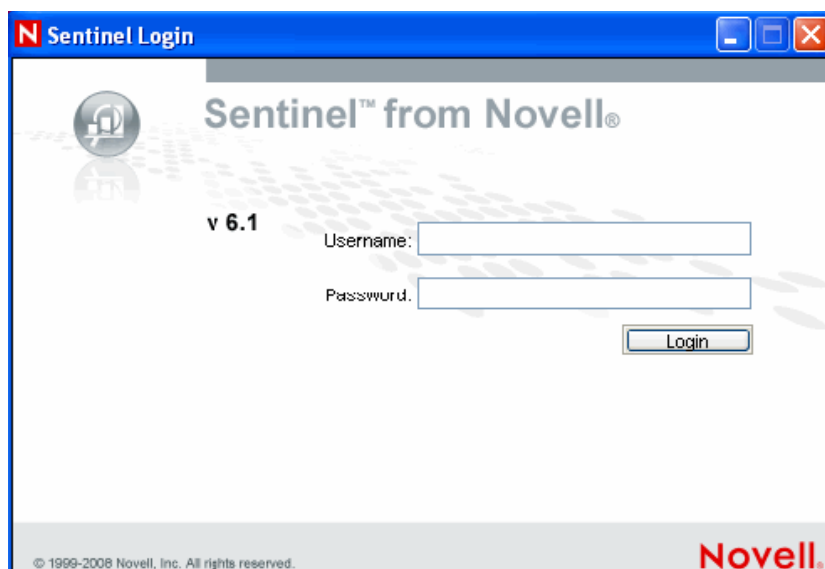 N Sentinel Login
Sentinel™ from Novell®
v 6.1
Username:
Password:
Login
© 1999-2008 Novell, Inc. All rights reserved.
Novell®